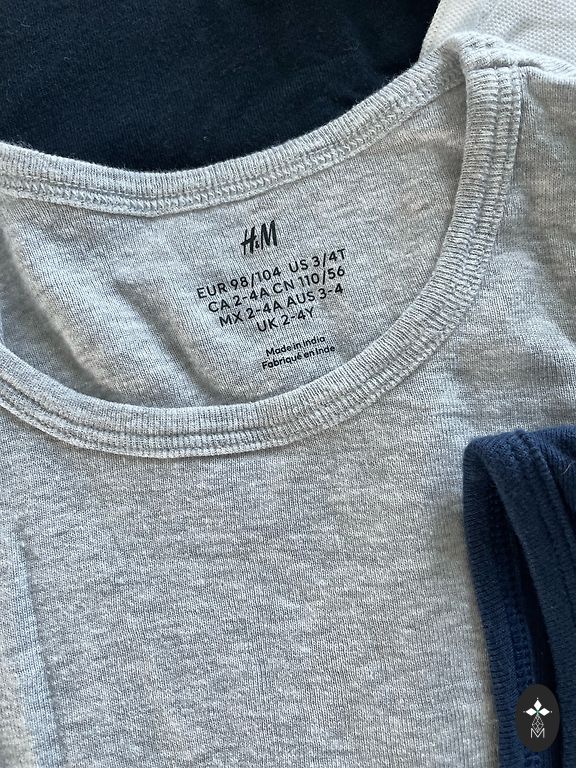 H&M
EUR 98/104 US 3/4T
CA 2-4A CN 110/56
MX 2-4A AUS 3-4
UK 2-4Y
Made in India
Fabriqué en Inde
M